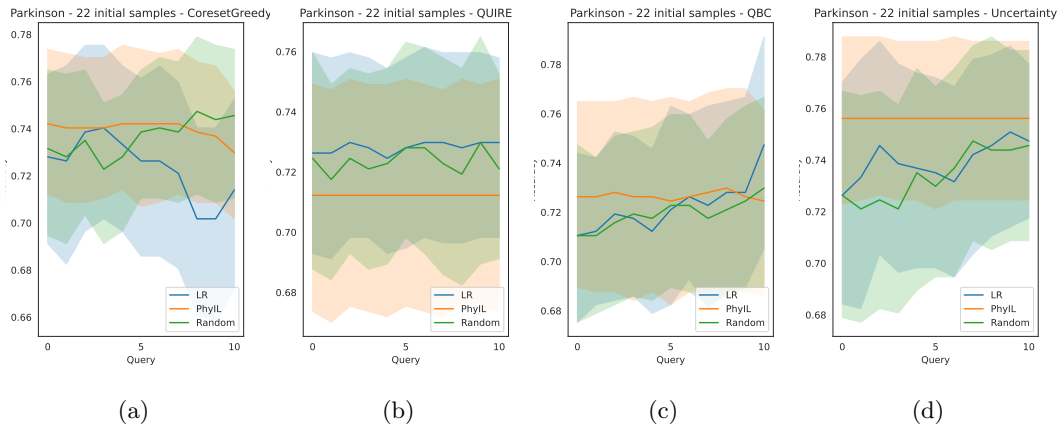 Parkinson - 22 initial samples - CoresetGreedy
0.78
0.76
0.74
0.72
0.70
0.68
0.66
0
5
10
Query
LR
PhyIL
Random
(a)
Parkinson - 22 initial samples - QUIRE
0.76
0.74
0.72
0.70
0.68
0
5
10
Query
LR
PhyIL
Random
(b)
Parkinson - 22 initial samples - QBC
0.78
0.76
0.74
0.72
0.70
0.68
0
5
10
Query
LR
PhyIL
Random
(c)
Parkinson - 22 initial samples - Uncertainty
0.78
0.76
0.74
0.72
0.70
0.68
0
5
10
Query
LR
PhyIL
Random
(d)